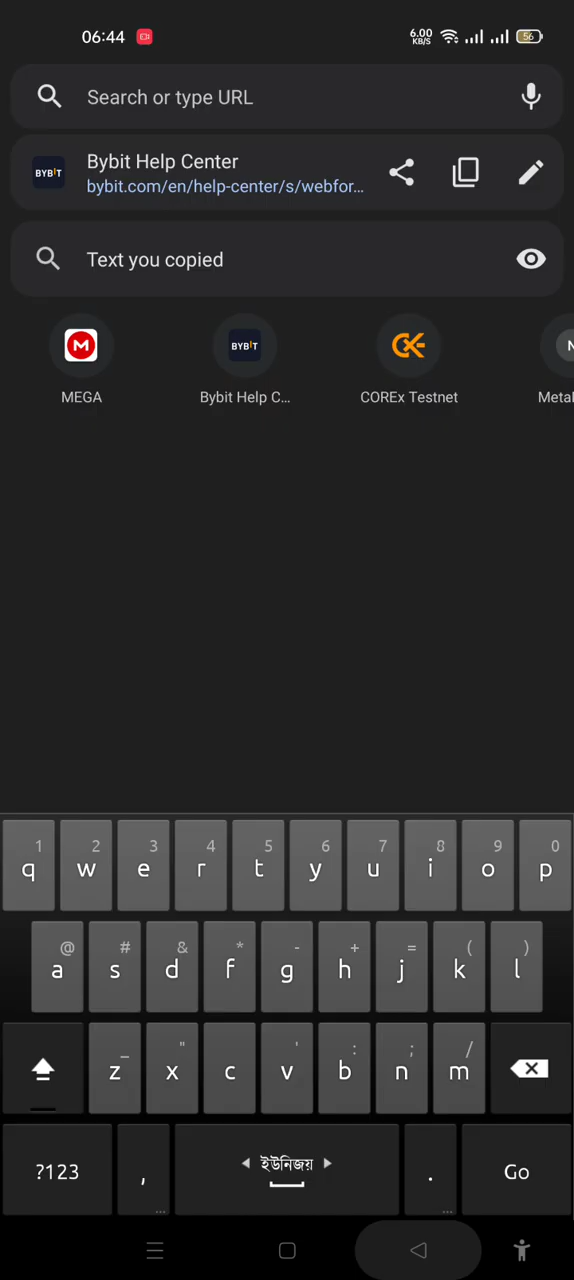 06:44
6.00
KB/S
56
Search or type URL
BYBIT
Bybit Help Center
bybit.com/en/help-center/s/webfor...
Text you copied
BYBIT
MEGA
Bybit Help C...
COREx Testnet
Metal
1 2 3 4 5 6 7 8 9 0
q w e r t y u i o p
@ # & * - + = ( )
a s d f g h j k l
_ " ' : ; /
z x c v b n m
?123 , ইউনিজয় . Go